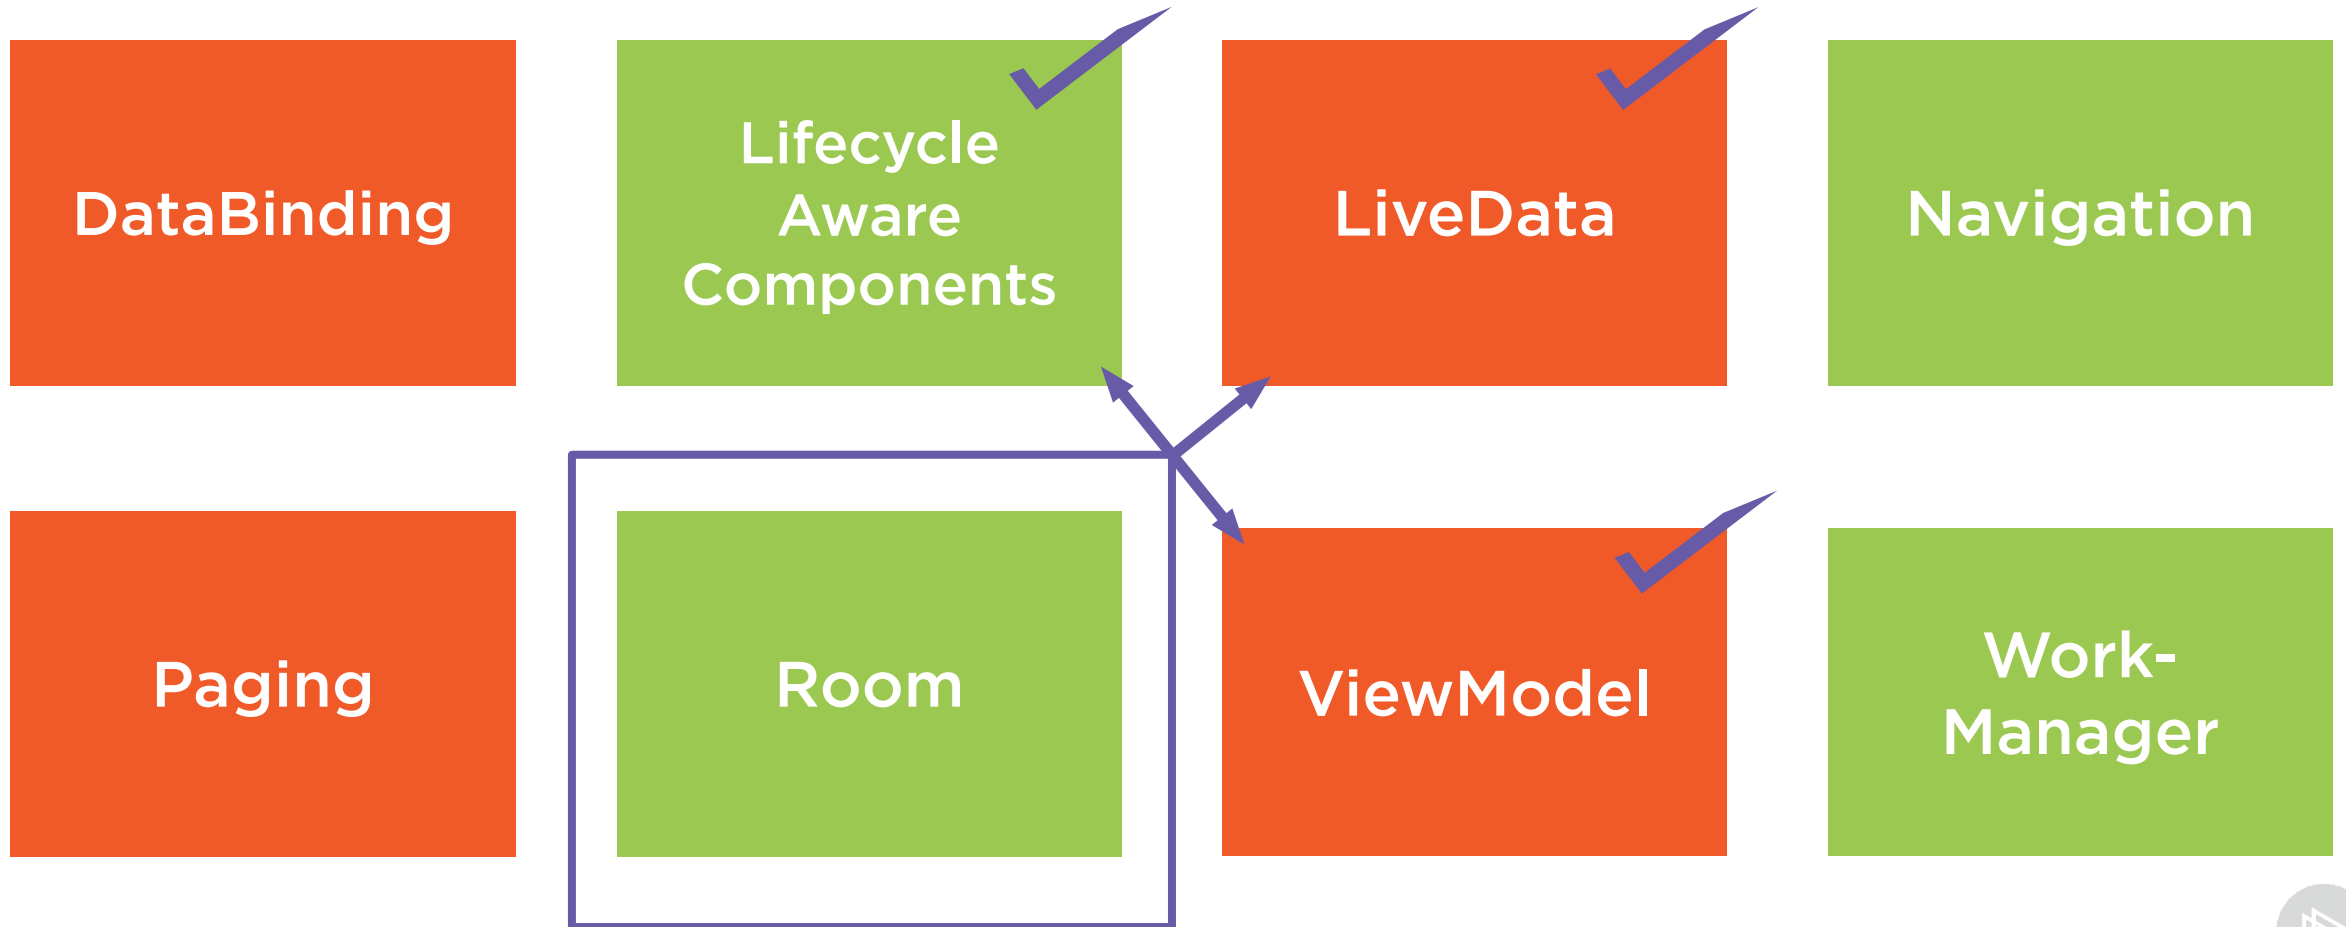 DataBinding
Lifecycle
Aware
Components
LiveData
Navigation
Paging
Room
ViewModel
Work-
Manager